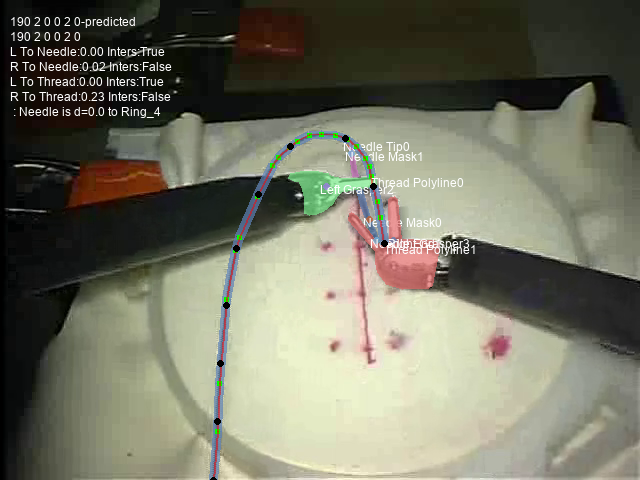 190 2 0 0 2 0-predicted
190 2 0 0 2 0
L To Needle:0.00 Inters:True
R To Needle:0.02 Inters:False
L To Thread:0.00 Inters:True
R To Thread:0.23 Inters:False
: Needle is d=0.0 to Ring_4
Needle Tip0
Needle Mask1
Thread Polyline0
Left Grasper2
Needle Mask0
Thread Polyline1